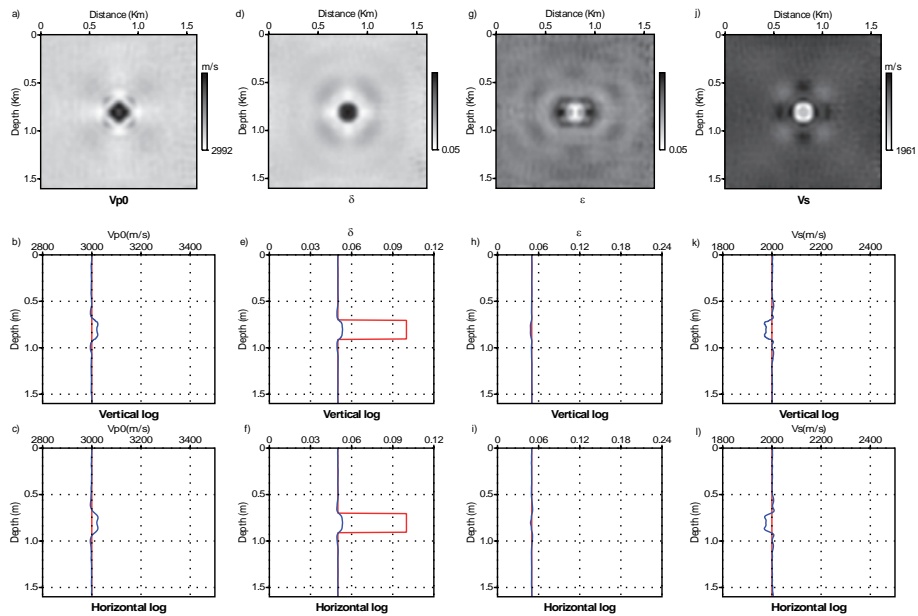 a)
Distance (Km)
0 0.5 1.0
0
0.5
1.0
1.5
Depth (Km)
m/s
2992
Vp0
d)
Distance (Km)
0 0.5 1.0
0
0.5
1.0
1.5
Depth (Km)
0.05
δ
g)
Distance (Km)
0 0.5 1.0
0
0.5
1.0
1.5
Depth (Km)
0.05
ε
j)
Distance (Km)
0 0.5 1.0
0
0.5
1.0
1.5
Depth (Km)
m/s
1961
Vs
b)
Vp0(m/s)
2800 3000 3200 3400
0
0.5
1.0
1.5
Depth (m)
Vertical log
e)
δ
0 0.03 0.06 0.09 0.12
0
0.5
1.0
1.5
Depth (m)
Vertical log
h)
ε
0 0.06 0.12 0.18 0.24
0
0.5
1.0
1.5
Depth (m)
Vertical log
k)
Vs(m/s)
1800 2000 2200 2400
0
0.5
1.0
1.5
Depth (m)
Vertical log
c)
Vp0(m/s)
2800 3000 3200 3400
0
0.5
1.0
1.5
Depth (m)
Horizontal log
f)
0 0.03 0.06 0.09 0.12
0
0.5
1.0
1.5
Depth (m)
Horizontal log
i)
0 0.06 0.12 0.18 0.24
0
0.5
1.0
1.5
Depth (m)
Horizontal log
l)
Vs(m/s)
1800 2000 2200 2400
0
0.5
1.0
1.5
Depth (m)
Horizontal log